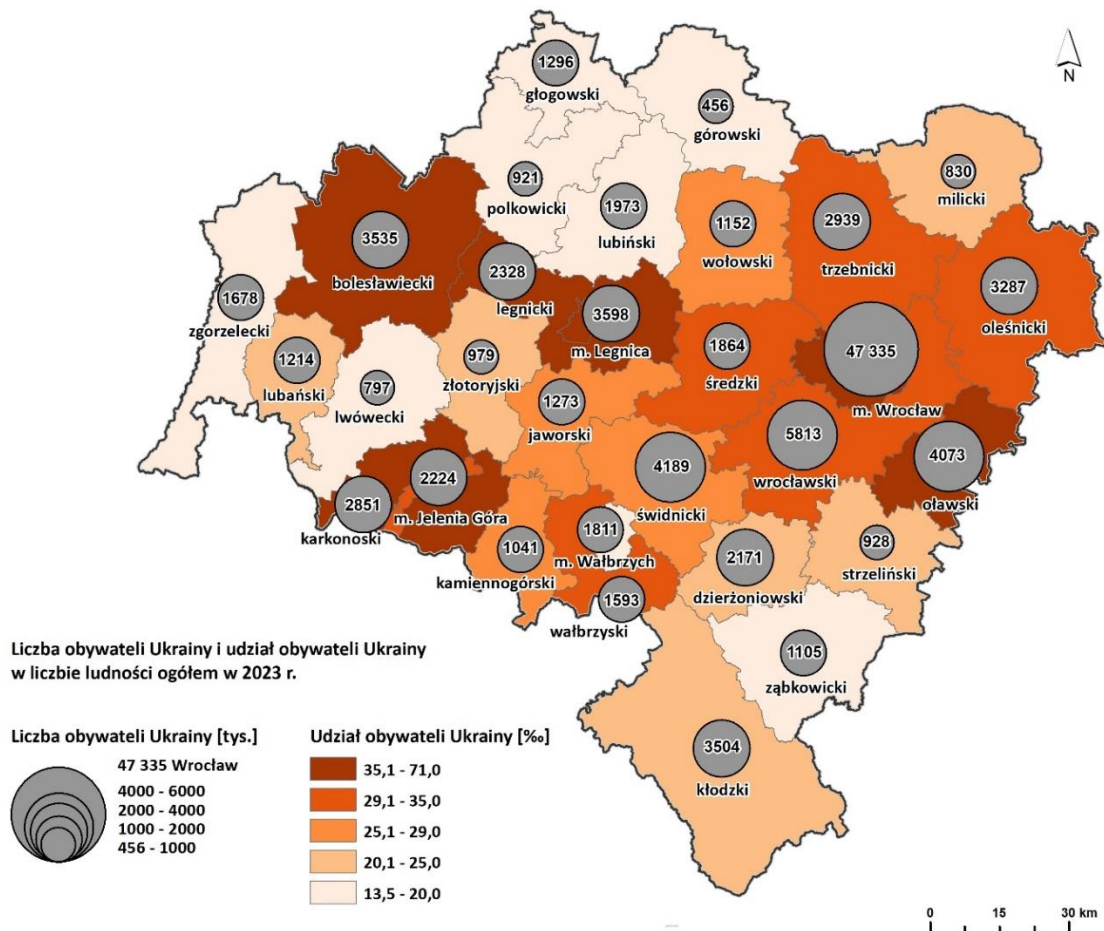 N
1296
głogowski
456
górowski
830
milicki
921
polkowicki
1973
lubiński
1152
wołowski
2939
trzebnicki
3535
bolesławiecki
2328
legnicki
3287
oleśnicki
1678
zgorzelecki
3598
m. Legnica
1864
średzki
47 335
m. Wrocław
1214
lubański
797
lwówecki
979
złotoryjski
1273
jaworski
5813
wrocławski
4073
oławski
4189
świdnicki
2224
m. Jelenia Góra
2851
karkonoski
1811
m. Wałbrzych
1041
kamiennogórski
2171
dzierżoniowski
928
strzeliński
1593
wałbrzyski
1105
ząbkowicki
3504
kłodzki
Liczba obywateli Ukrainy i udział obywateli Ukrainy
w liczbie ludności ogółem w 2023 r.
Liczba obywateli Ukrainy [tys.]
47 335 Wrocław
4000 - 6000
2000 - 4000
1000 - 2000
456 - 1000
Udział obywateli Ukrainy [‰]
35,1 - 71,0
29,1 - 35,0
25,1 - 29,0
20,1 - 25,0
13,5 - 20,0
0 15 30 km